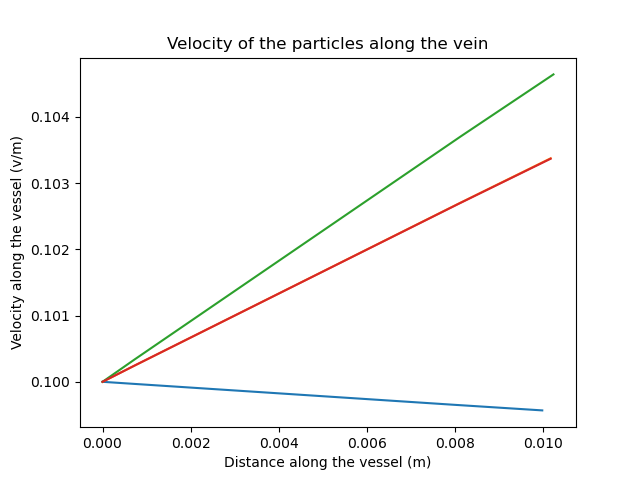 Velocity of the particles along the vein
Velocity along the vessel (v/m)
0.104
0.103
0.102
0.101
0.100
0.000 0.002 0.004 0.006 0.008 0.010
Distance along the vessel (m)